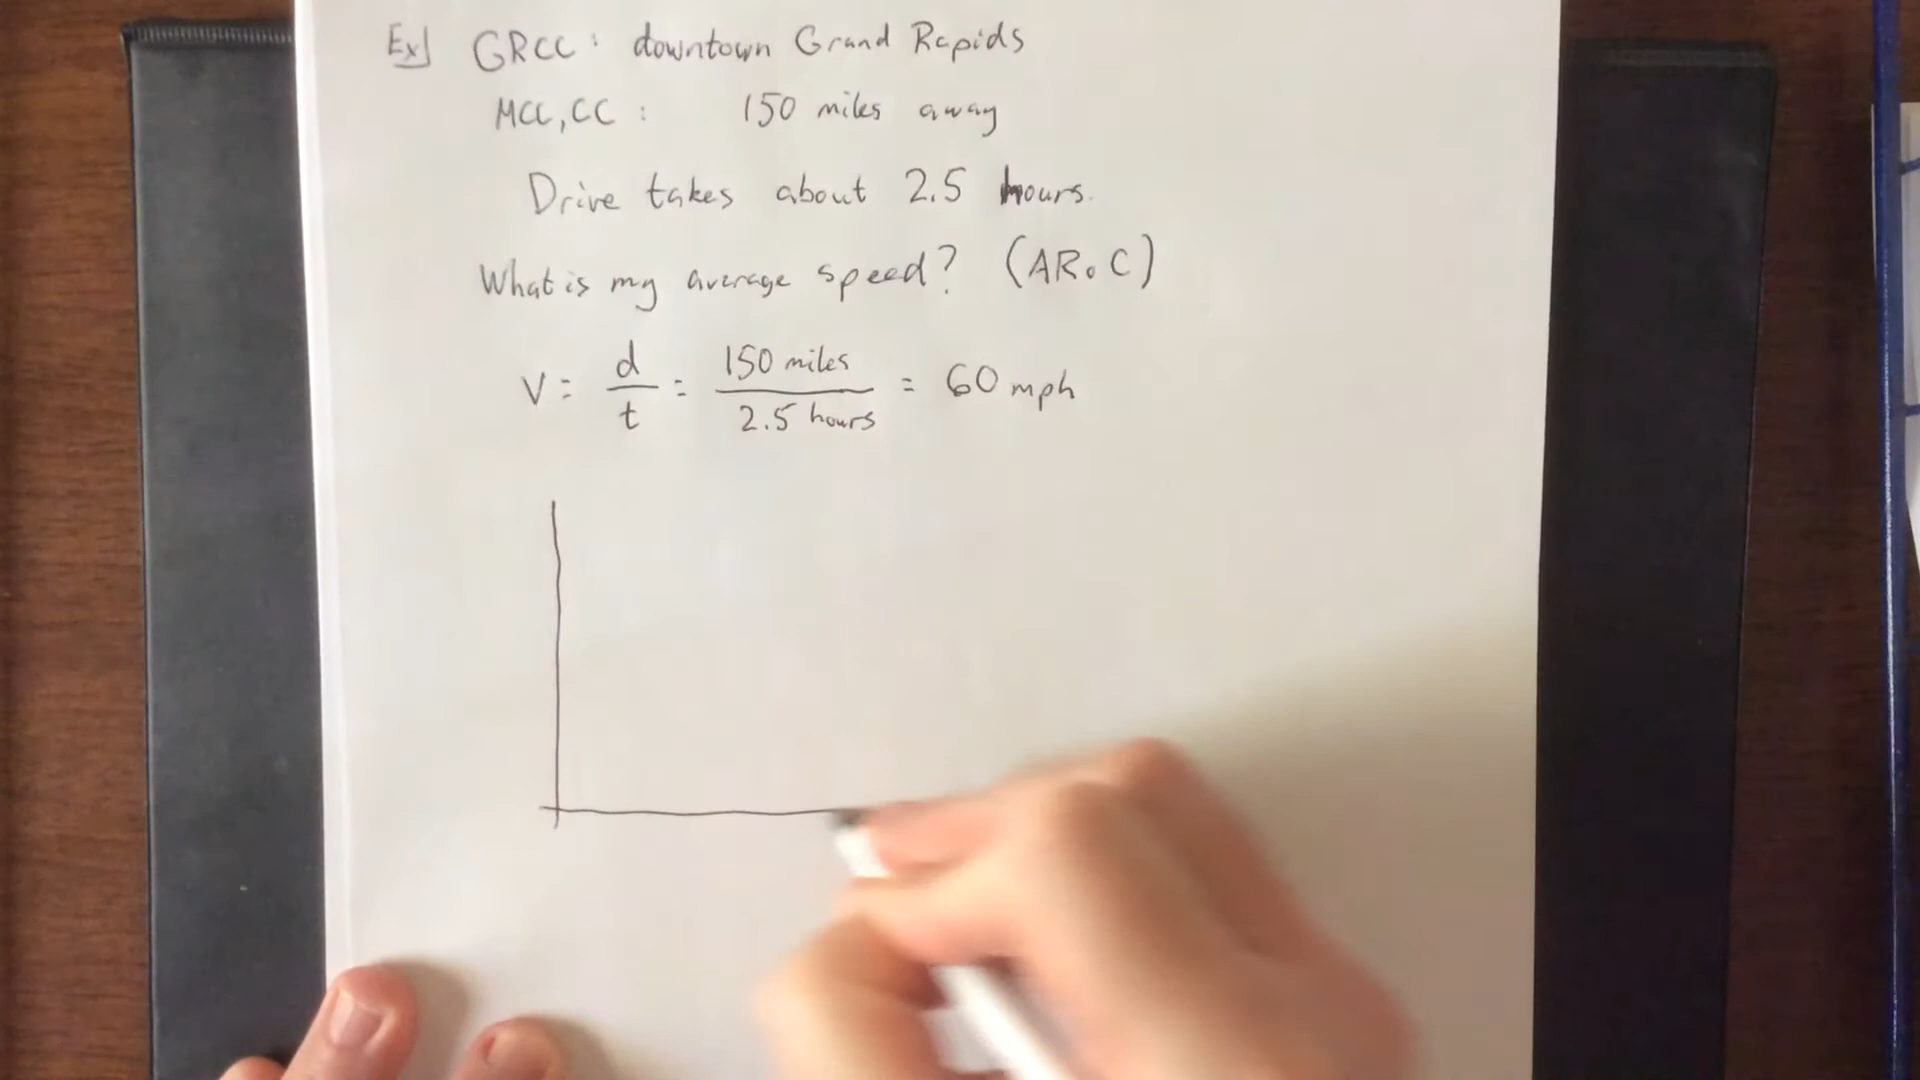 Ex] GRCC: downtown Grand Rapids
MCC, CC: 150 miles away
Drive takes about 2.5 hours.
What is my average speed? (ARoC)
V = d/t = 150 miles / 2.5 hours = 60 mph